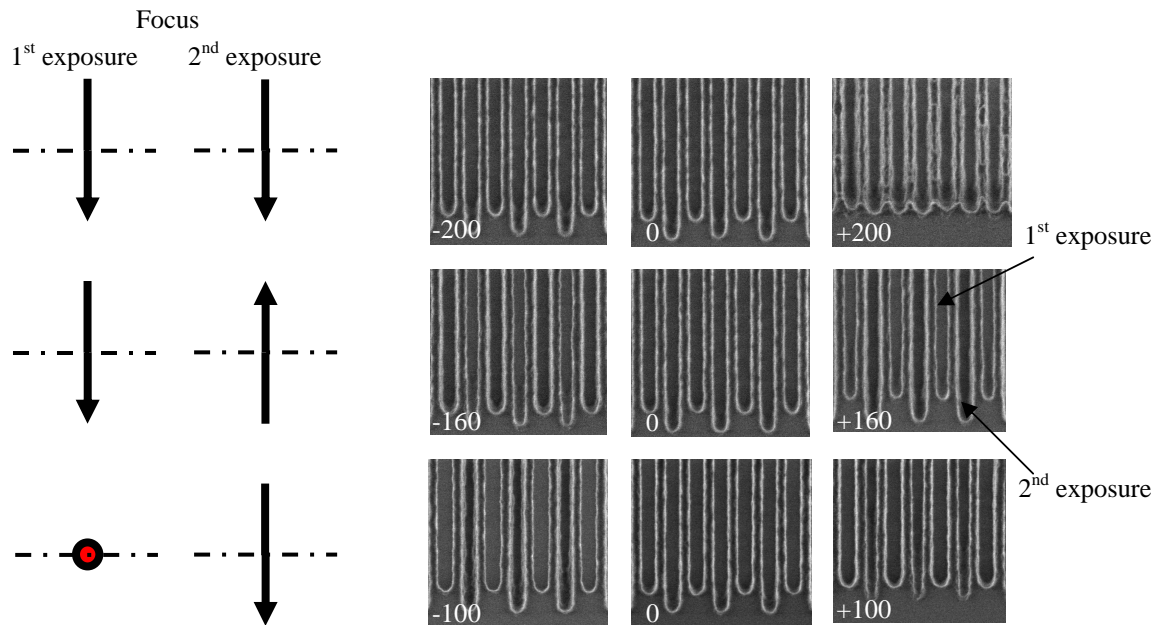 Focus
1st exposure 2nd exposure
-200 0 +200
1st exposure
-160 0 +160
2nd exposure
-100 0 +100